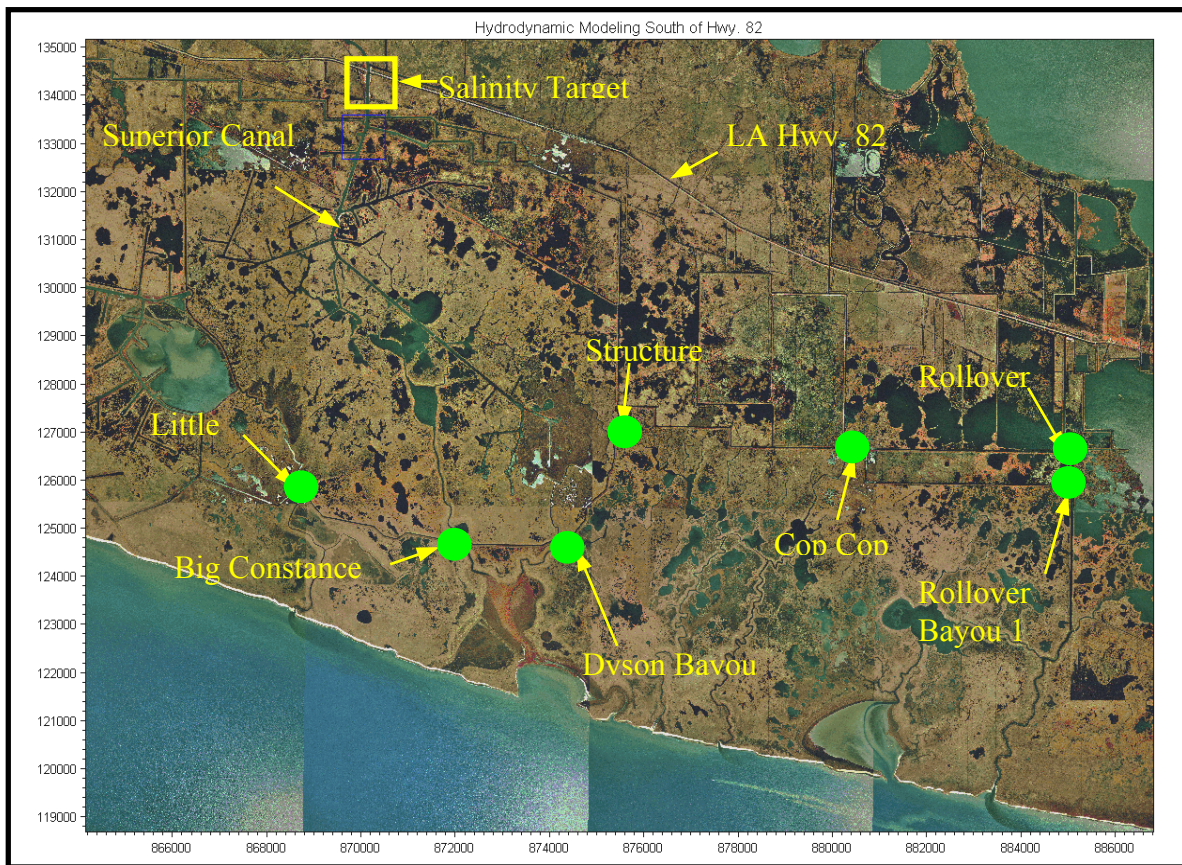 Hydrodynamic Modeling South of Hwy. 82
135000
134000
133000
132000
131000
130000
129000
128000
127000
126000
125000
124000
123000
122000
121000
120000
119000
Salinity Target
Superior Canal
LA Hwy. 82
Structure
Rollover
Little
Big Constance
Cop Cop
Rollover
Bayou 1
Dyson Bayou
866000 868000 870000 872000 874000 876000 878000 880000 882000 884000 886000